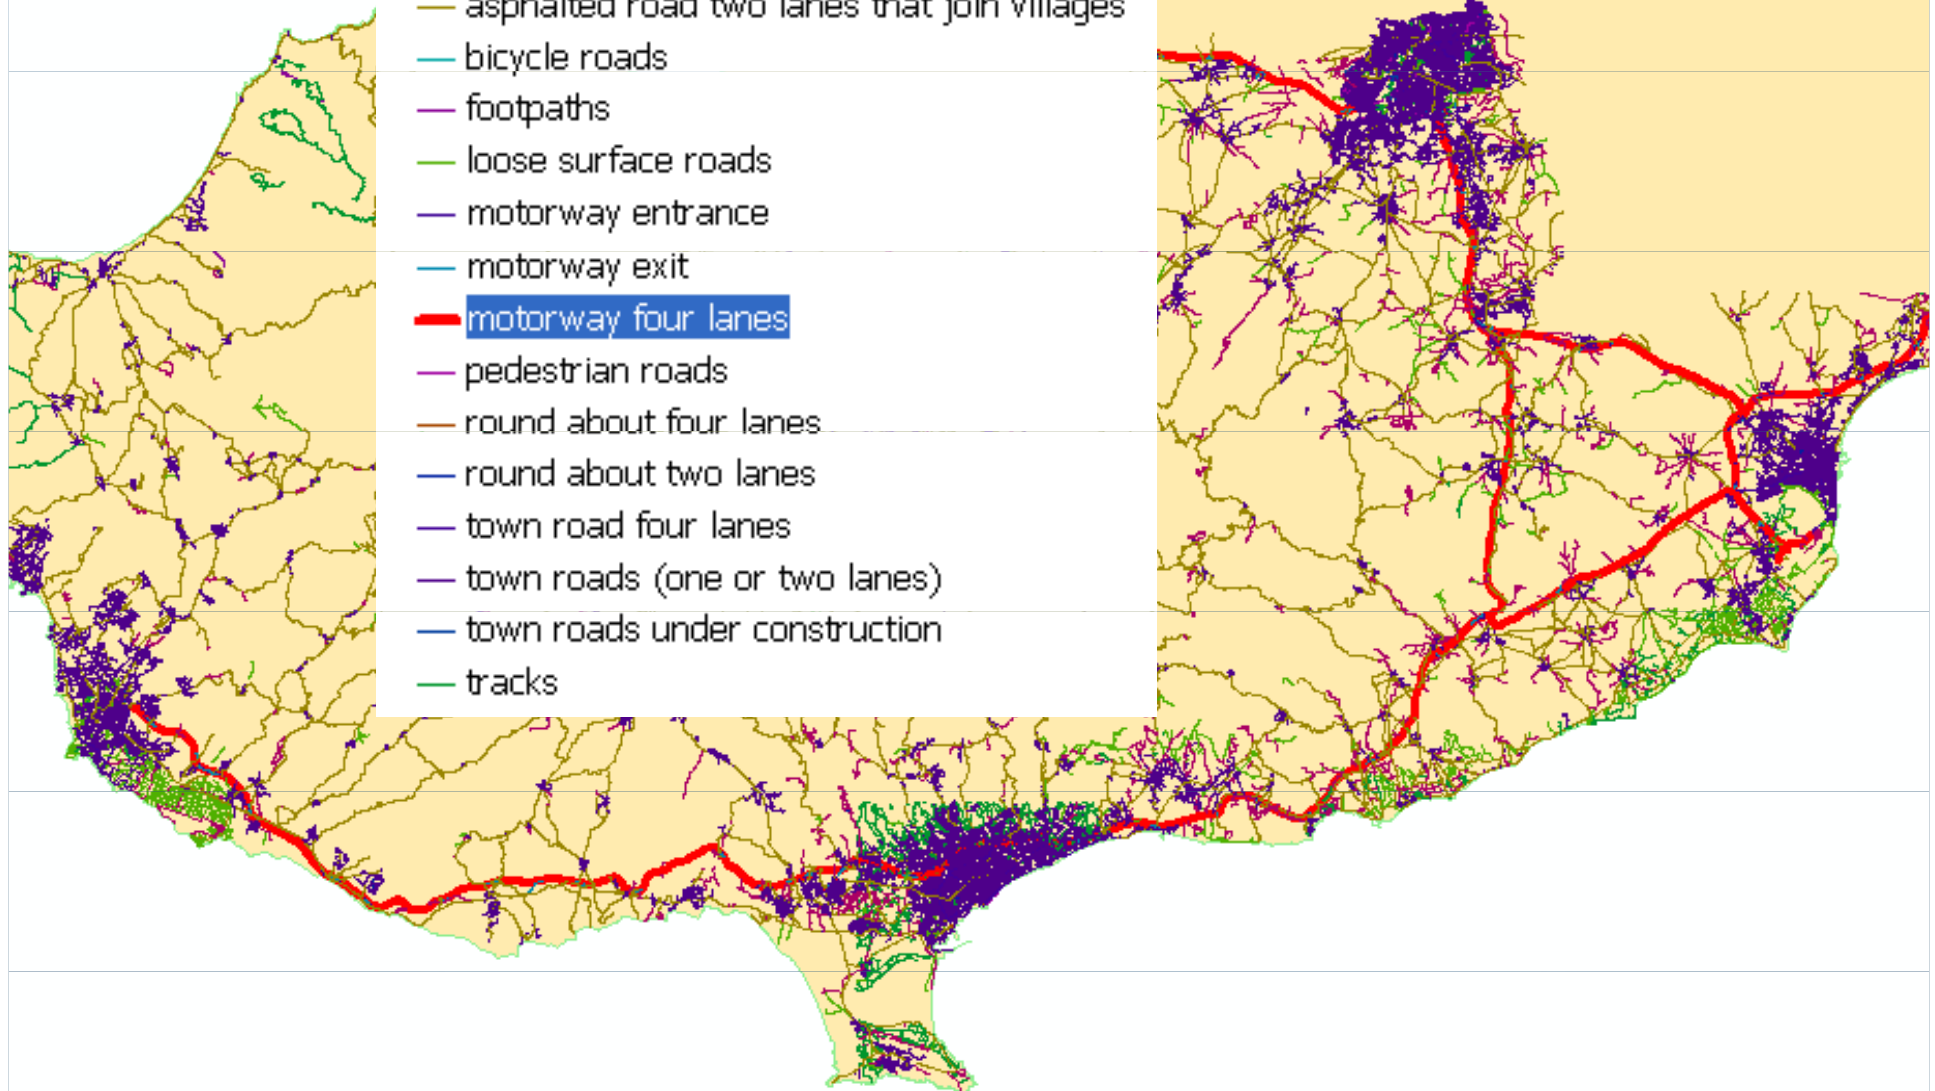 asphalted road two lanes that join villages
bicycle roads
footpaths
loose surface roads
motorway entrance
motorway exit
motorway four lanes
pedestrian roads
round about four lanes
round about two lanes
town road four lanes
town roads (one or two lanes)
town roads under construction
tracks